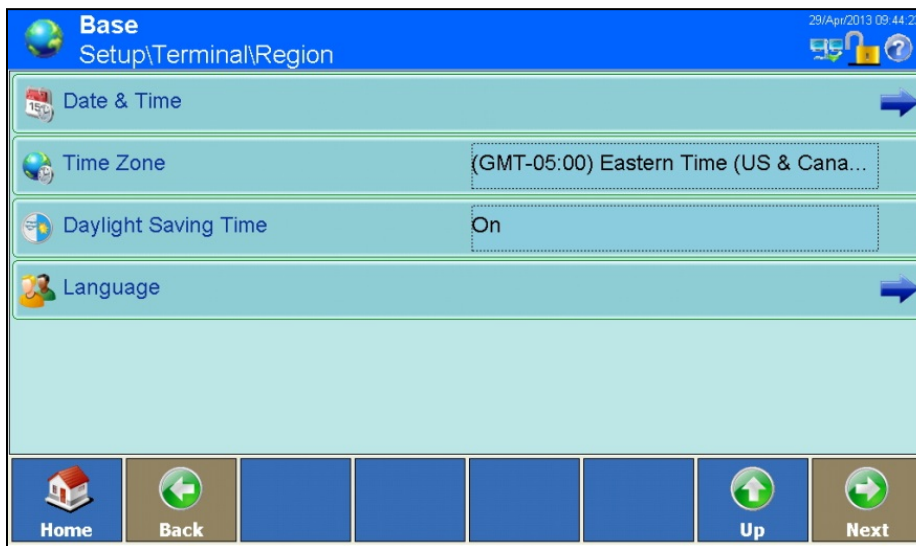 Base
29/Apr/2013 09:44:2
Setup\Terminal\Region
Date & Time
Time Zone
(GMT-05:00) Eastern Time (US & Cana...
Daylight Saving Time
On
Language
Home
Back
Up
Next